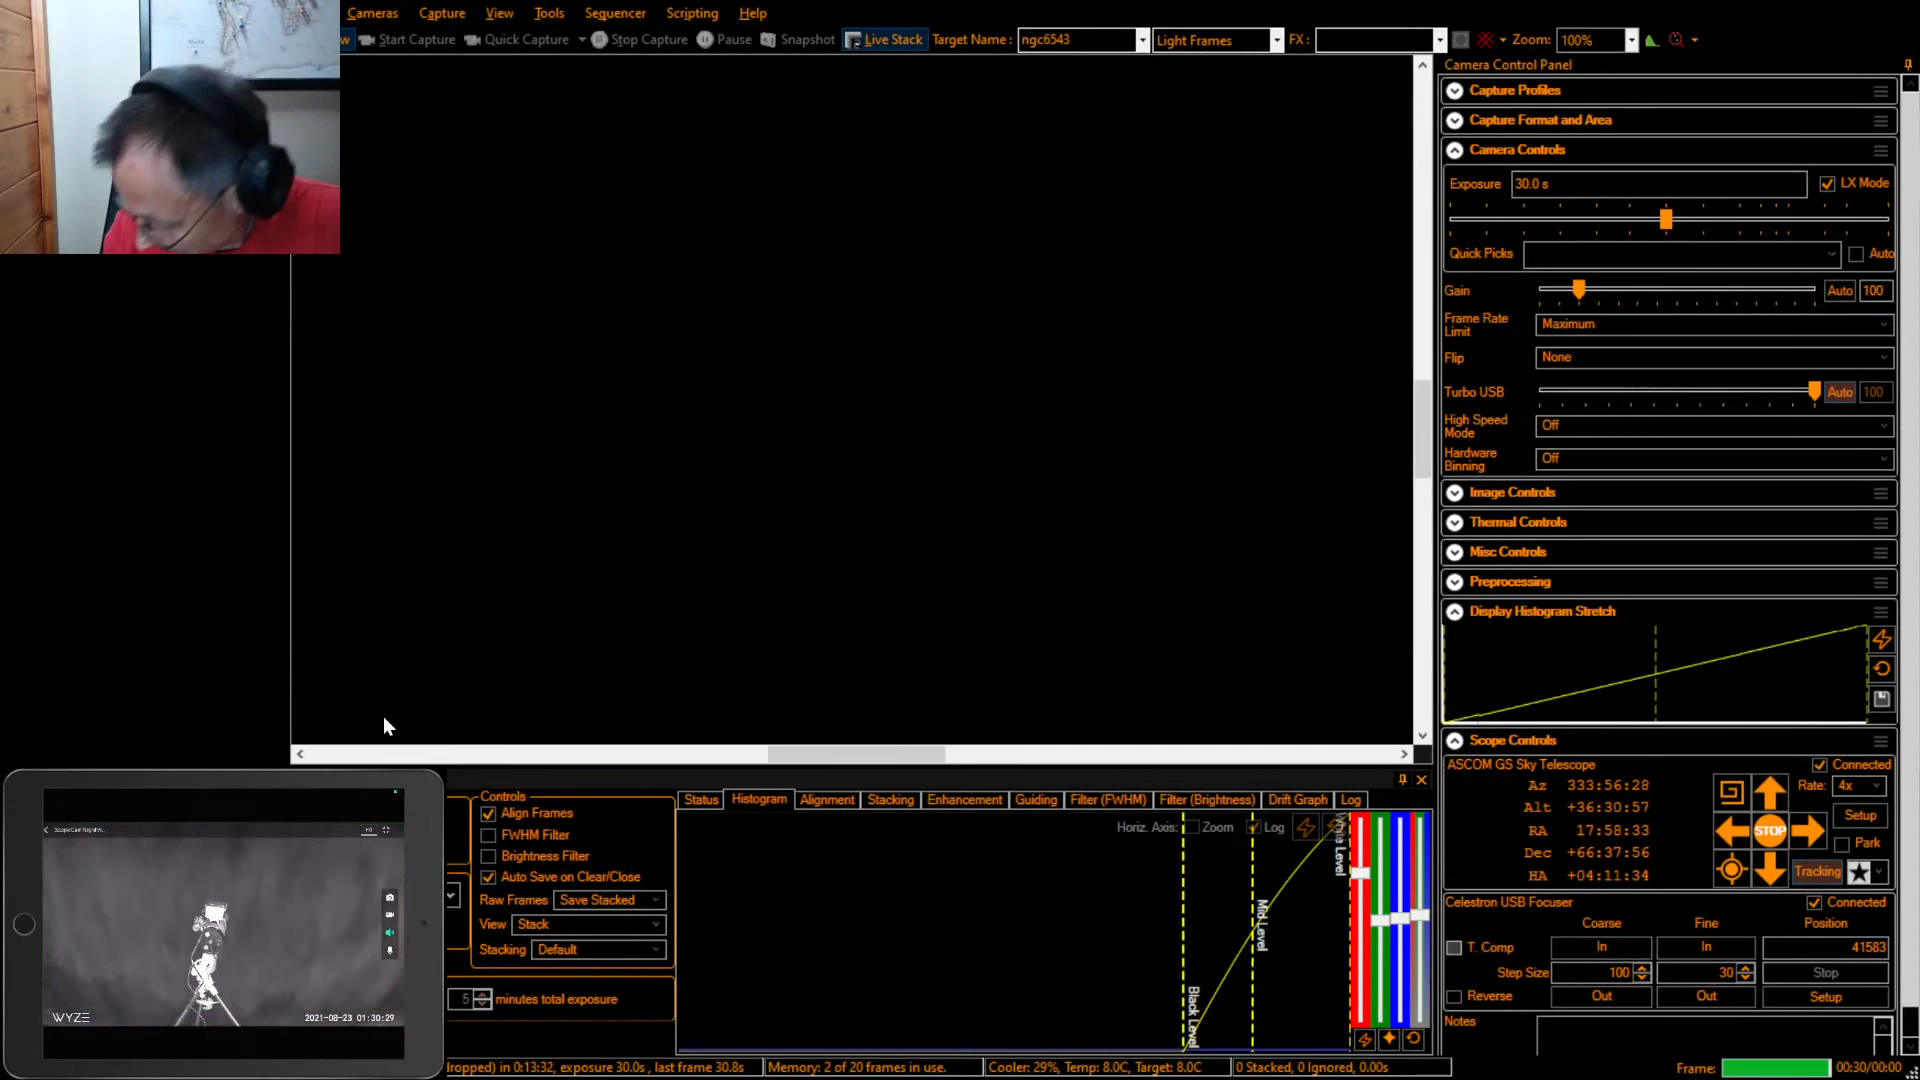 Cameras Capture View Tools Sequencer Scripting Help
w Start Capture Quick Capture Stop Capture Pause Snapshot Live Stack Target Name : ngc6543 Light Frames FX : Zoom: 100%
Camera Control Panel
Capture Profiles
Capture Format and Area
Camera Controls
Exposure 30.0 s LX Mode
Quick Picks Auto
Gain Auto 100
Frame Rate Limit Maximum
Flip None
Turbo USB Auto 100
High Speed Mode Off
Hardware Binning Off
Image Controls
Thermal Controls
Misc Controls
Preprocessing
Display Histogram Stretch
Scope Controls
ASCOM GS Sky Telescope Connected
Az 333:56:28 Rate: 4x
Alt +36:30:57 Setup
RA 17:58:33 STOP
Dec +66:37:56 Park
HA +04:11:34 Tracking
Celestron USB Focuser Connected
Coarse Fine Position
T. Comp In In 41583
Step Size 100 30 Stop
Reverse Out Out Setup
Notes
Controls
Align Frames
FWHM Filter
Brightness Filter
Auto Save on Clear/Close
Raw Frames Save Stacked
View Stack
Stacking Default
5 minutes total exposure
Status Histogram Alignment Stacking Enhancement Guiding Filter (FWHM) Filter (Brightness) Drift Graph Log
Horiz. Axis: Zoom Log
Black Level
Mid Level
White Level
WYZE 2021-08-23 01:30:29
dropped) in 0:13:32, exposure 30.0s , last frame 30.8s Memory: 2 of 20 frames in use. Cooler: 29%, Temp: 8.0C, Target: 8.0C 0 Stacked, 0 Ignored, 0.00s Frame: 00:30/00:00